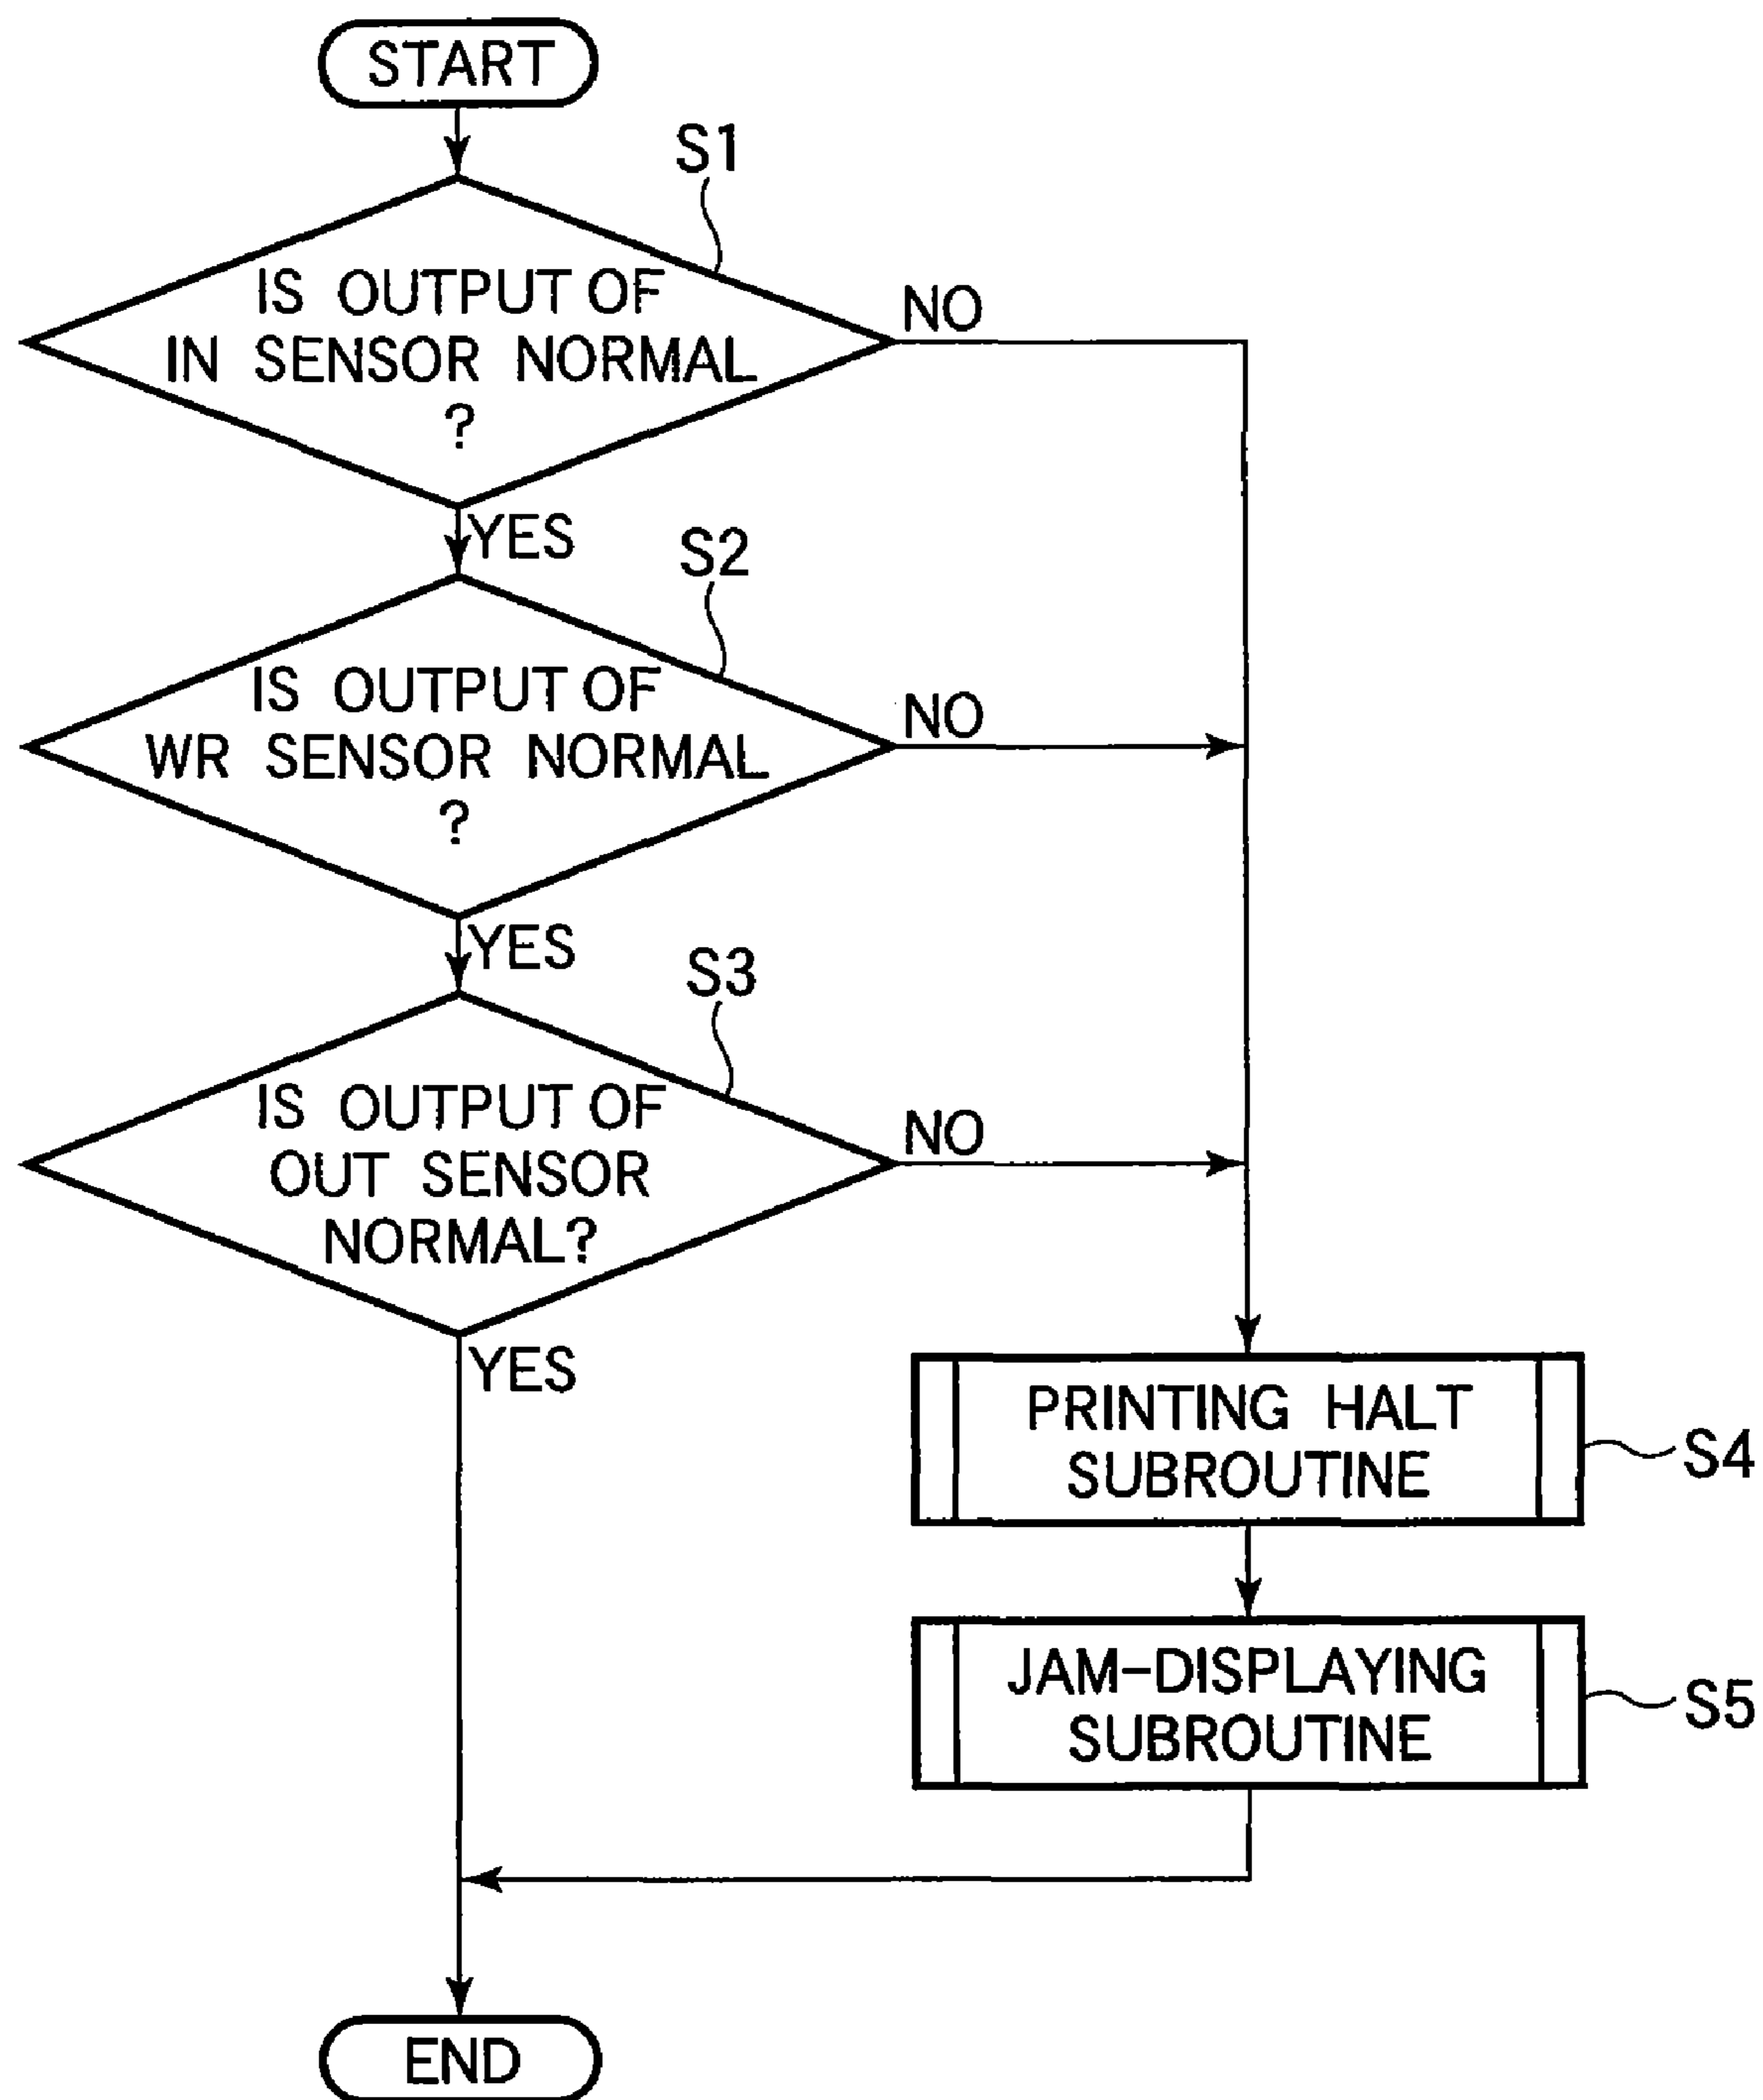 START
S1
IS OUTPUT OF
IN SENSOR NORMAL
?
NO
YES
S2
IS OUTPUT OF
WR SENSOR NORMAL
?
NO
YES
S3
IS OUTPUT OF
OUT SENSOR
NORMAL?
NO
YES
PRINTING HALT
SUBROUTINE
S4
JAM-DISPLAYING
SUBROUTINE
S5
END